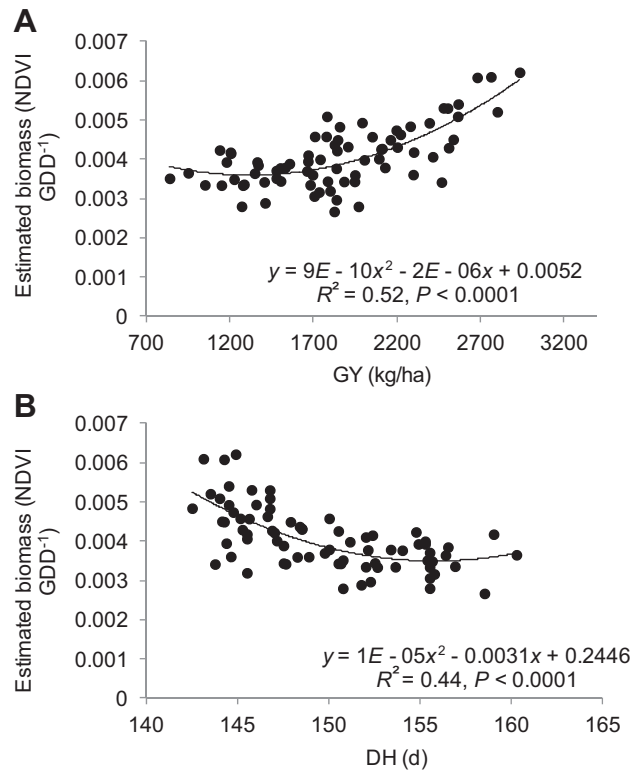 A
Estimated biomass (NDVI
GDD⁻¹)
0.007
0.006
0.005
0.004
0.003
0.002
0.001
0
y = 9E - 10x² - 2E - 06x + 0.0052
R² = 0.52, P < 0.0001
700 1200 1700 2200 2700 3200
GY (kg/ha)
B
Estimated biomass (NDVI
GDD⁻¹)
0.007
0.006
0.005
0.004
0.003
0.002
0.001
0
y = 1E - 05x² - 0.0031x + 0.2446
R² = 0.44, P < 0.0001
140 145 150 155 160 165
DH (d)